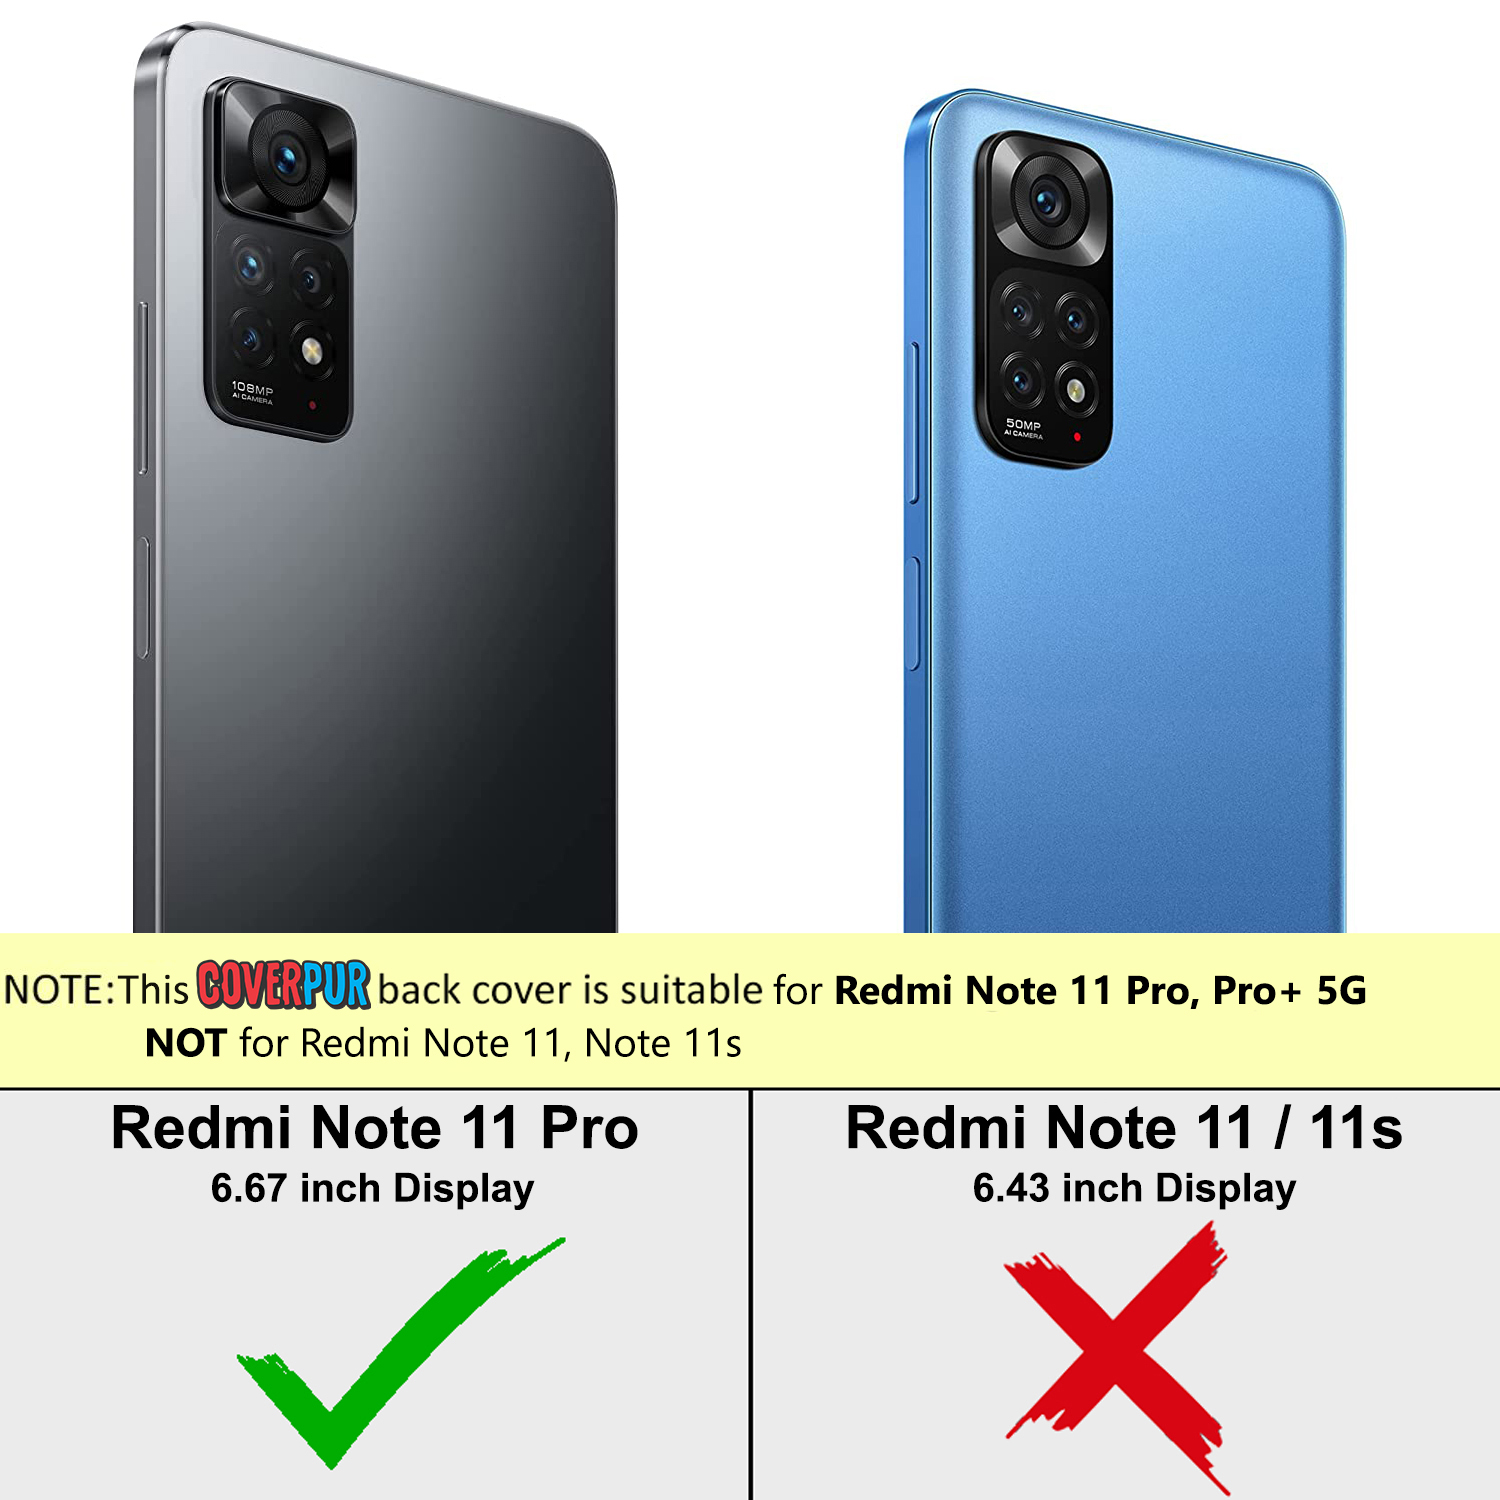 108MP
AI CAMERA
50MP
AI CAMERA
NOTE:This COVERPUR back cover is suitable for Redmi Note 11 Pro, Pro+ 5G
NOT for Redmi Note 11, Note 11s
Redmi Note 11 Pro
6.67 inch Display
Redmi Note 11 / 11s
6.43 inch Display